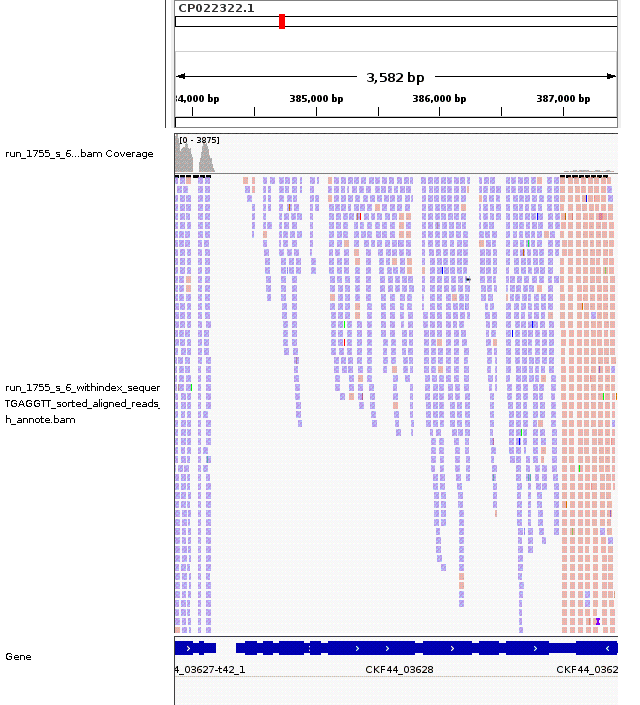 CP022322.1
3,582 bp
34,000 bp 385,000 bp 386,000 bp 387,000 bp
[0 - 3875]
run_1755_s_6...bam Coverage
run_1755_s_6_withindex_sequer
TGAGGTT_sorted_aligned_reads_
h_annote.bam
Gene
4_03627-t42_1 CKF44_03628 CKF44_0362